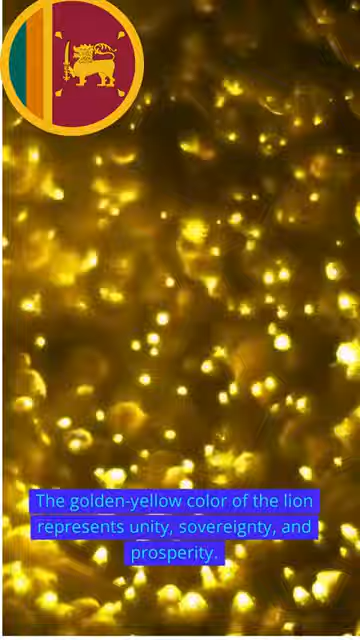 The golden-yellow color of the lion
represents unity, sovereignty, and
prosperity.